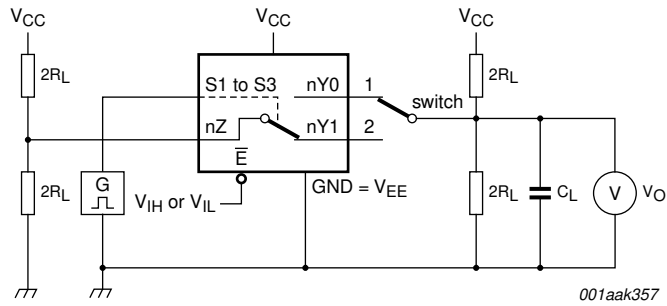 VCC VCC VCC
2RL S1 to S3 nY0 1 2RL
switch
nZ nY1 2
E
2RL G VIH or VIL GND = VEE 2RL CL V VO
001aak357